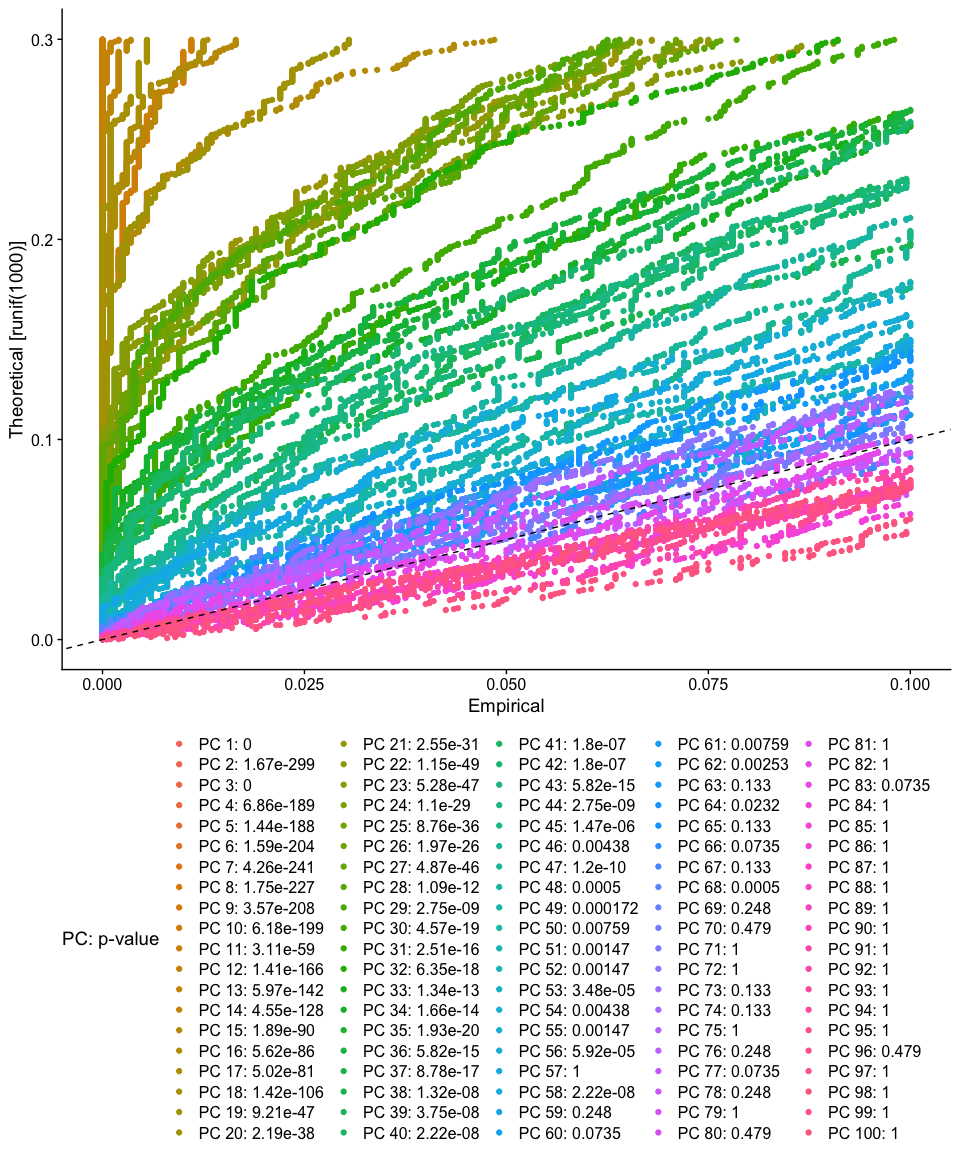 0.3
0.2
0.1
0.0
Theoretical [runif(1000)]
0.000 0.025 0.050 0.075 0.100
Empirical
PC: p-value
PC 1: 0
PC 2: 1.67e-299
PC 3: 0
PC 4: 6.86e-189
PC 5: 1.44e-188
PC 6: 1.59e-204
PC 7: 4.26e-241
PC 8: 1.75e-227
PC 9: 3.57e-208
PC 10: 6.18e-199
PC 11: 3.11e-59
PC 12: 1.41e-166
PC 13: 5.97e-142
PC 14: 4.55e-128
PC 15: 1.89e-90
PC 16: 5.62e-86
PC 17: 5.02e-81
PC 18: 1.42e-106
PC 19: 9.21e-47
PC 20: 2.19e-38
PC 21: 2.55e-31
PC 22: 1.15e-49
PC 23: 5.28e-47
PC 24: 1.1e-29
PC 25: 8.76e-36
PC 26: 1.97e-26
PC 27: 4.87e-46
PC 28: 1.09e-12
PC 29: 2.75e-09
PC 30: 4.57e-19
PC 31: 2.51e-16
PC 32: 6.35e-18
PC 33: 1.34e-13
PC 34: 1.66e-14
PC 35: 1.93e-20
PC 36: 5.82e-15
PC 37: 8.78e-17
PC 38: 1.32e-08
PC 39: 3.75e-08
PC 40: 2.22e-08
PC 41: 1.8e-07
PC 42: 1.8e-07
PC 43: 5.82e-15
PC 44: 2.75e-09
PC 45: 1.47e-06
PC 46: 0.00438
PC 47: 1.2e-10
PC 48: 0.0005
PC 49: 0.000172
PC 50: 0.00759
PC 51: 0.00147
PC 52: 0.00147
PC 53: 3.48e-05
PC 54: 0.00438
PC 55: 0.00147
PC 56: 5.92e-05
PC 57: 1
PC 58: 2.22e-08
PC 59: 0.248
PC 60: 0.0735
PC 61: 0.00759
PC 62: 0.00253
PC 63: 0.133
PC 64: 0.0232
PC 65: 0.133
PC 66: 0.0735
PC 67: 0.133
PC 68: 0.0005
PC 69: 0.248
PC 70: 0.479
PC 71: 1
PC 72: 1
PC 73: 0.133
PC 74: 0.133
PC 75: 1
PC 76: 0.248
PC 77: 0.0735
PC 78: 0.248
PC 79: 1
PC 80: 0.479
PC 81: 1
PC 82: 1
PC 83: 0.0735
PC 84: 1
PC 85: 1
PC 86: 1
PC 87: 1
PC 88: 1
PC 89: 1
PC 90: 1
PC 91: 1
PC 92: 1
PC 93: 1
PC 94: 1
PC 95: 1
PC 96: 0.479
PC 97: 1
PC 98: 1
PC 99: 1
PC 100: 1